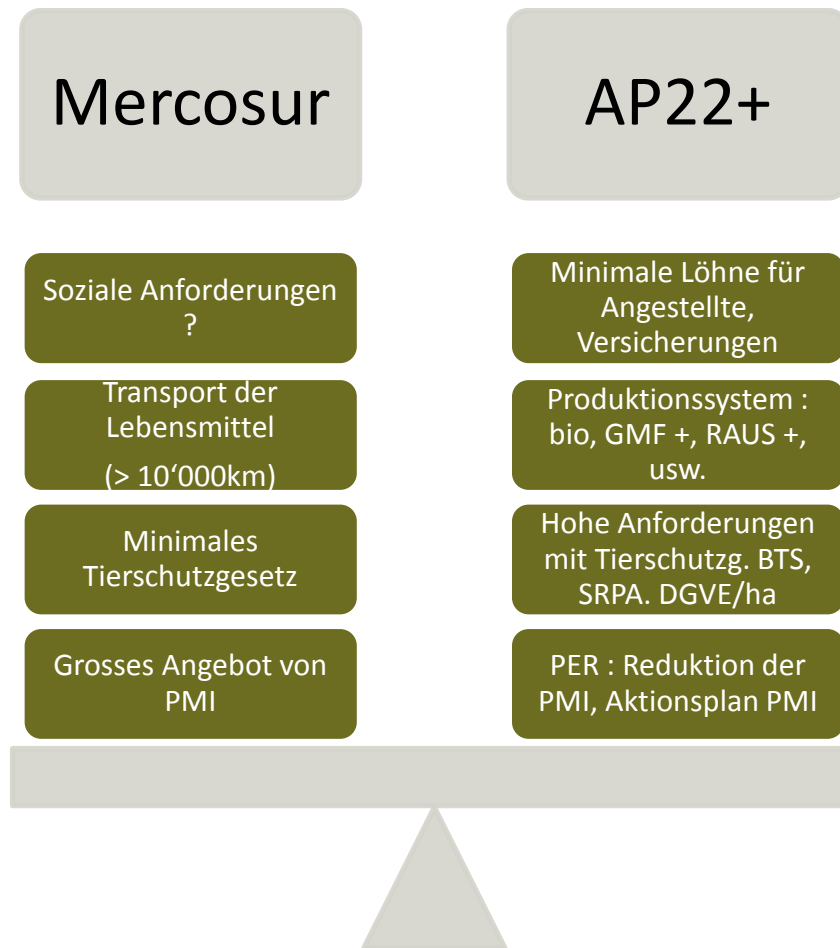 Mercosur
AP22+
Soziale Anforderungen
?
Transport der
Lebensmittel
(> 10‘000km)
Minimales
Tierschutzgesetz
Grosses Angebot von
PMI
Minimale Löhne für
Angestellte,
Versicherungen
Produktionssystem :
bio, GMF +, RAUS +,
usw.
Hohe Anforderungen
mit Tierschutzg. BTS,
SRPA. DGVE/ha
PER : Reduktion der
PMI, Aktionsplan PMI